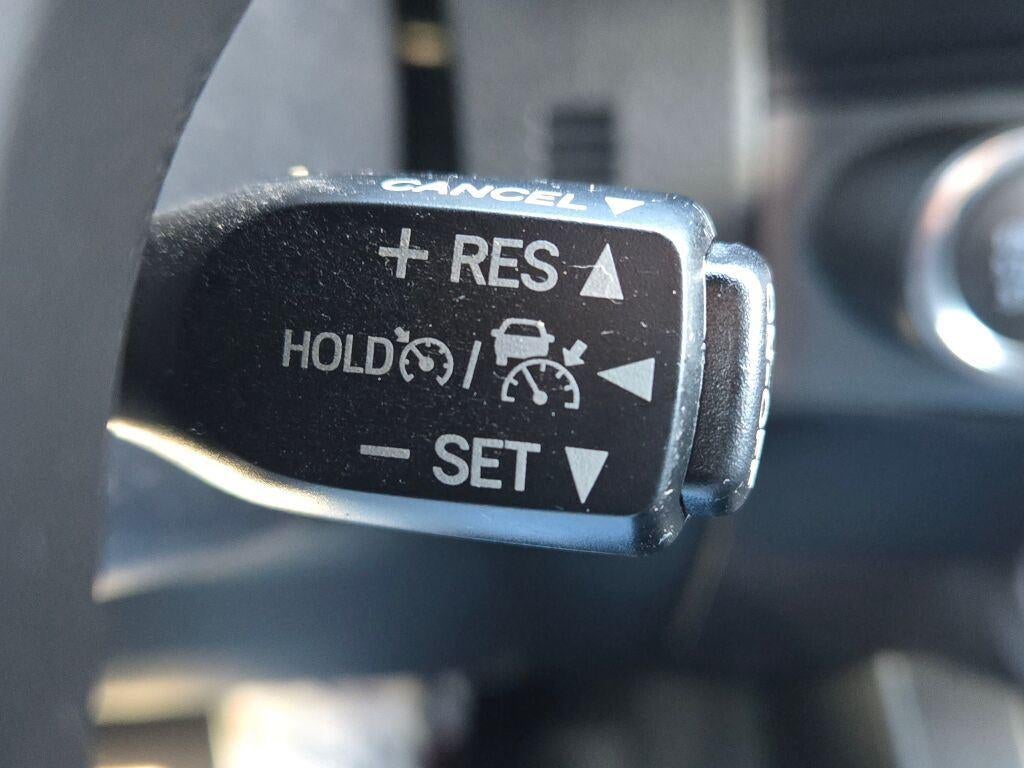 CANCEL ▼
+ RES ▲
HOLD / ◀
− SET ▼